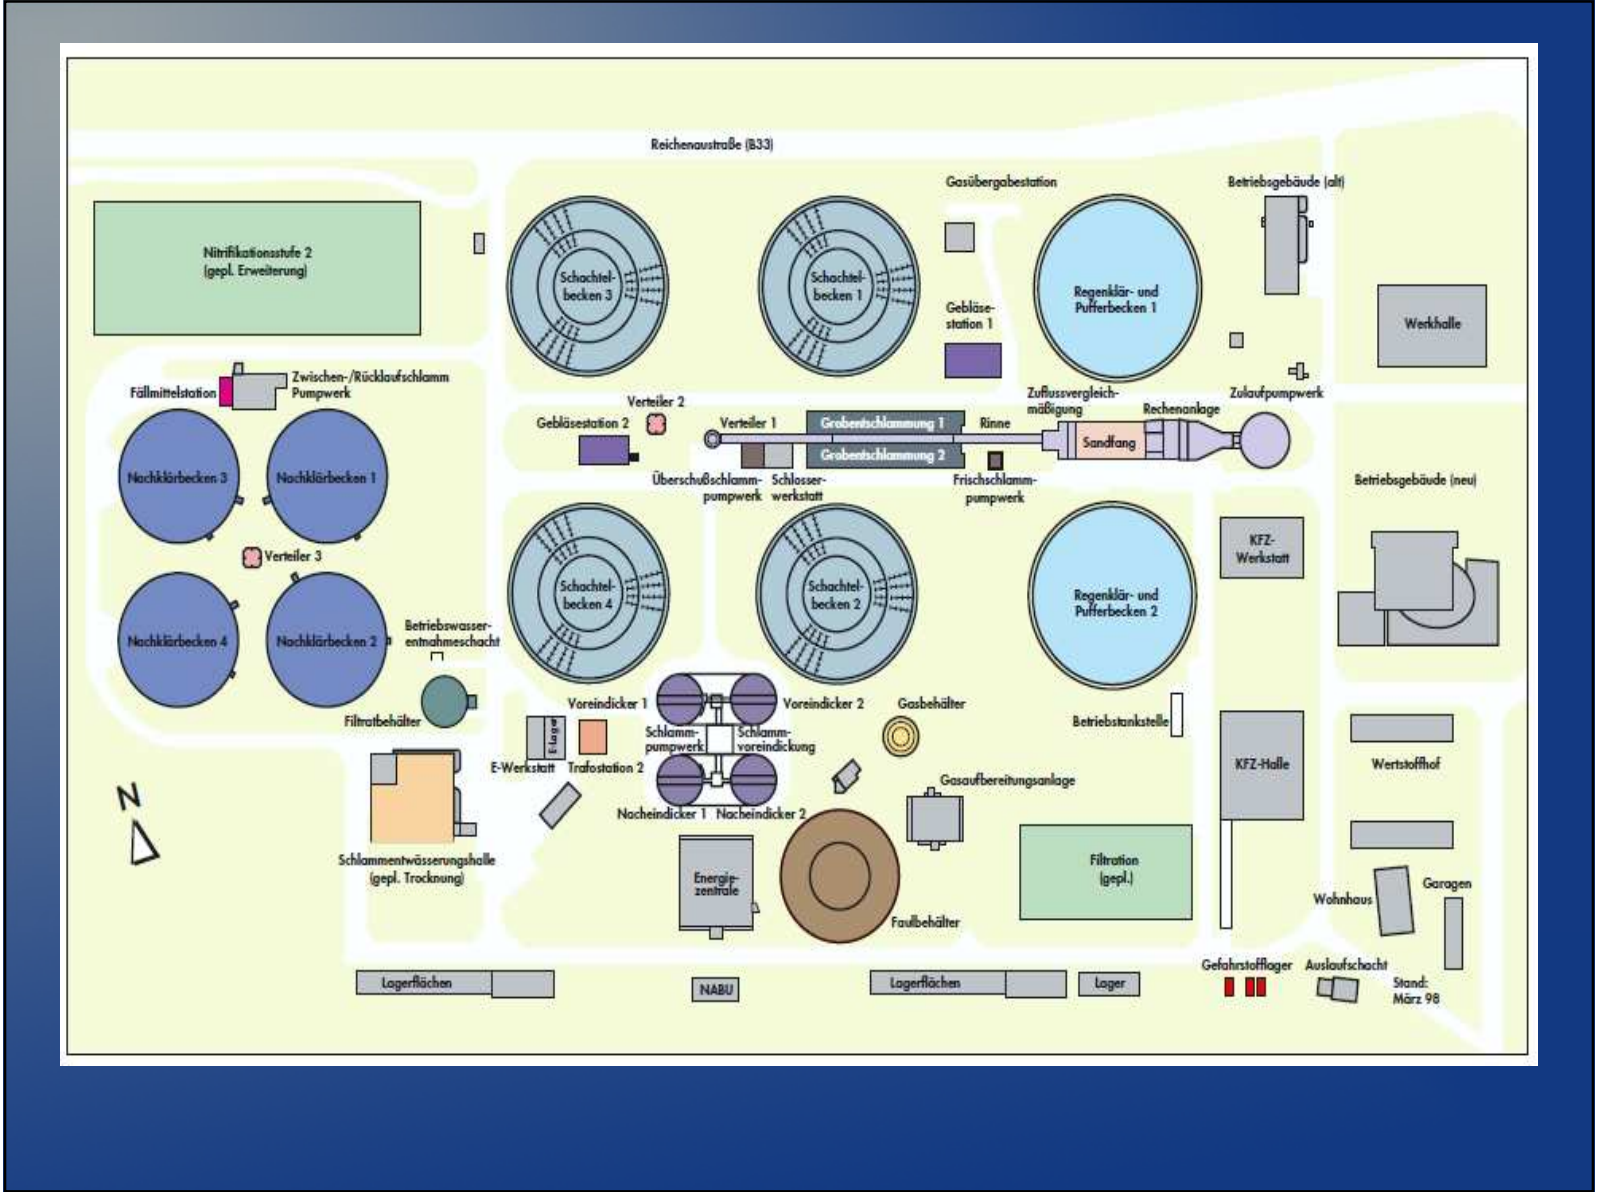 Reichenaustraße (B33)
Gasübergabestation
Betriebsgebäude (alt)
Nitrifikationsstufe 2
(gepl. Erweiterung)
Schachtel-
becken 3
Schachtel-
becken 1
Regenklär- und
Pufferbecken 1
Gebläse-
station 1
Werkhalle
Fällmittelstation
Zwischen-/Rücklaufschlamm
Pumpwerk
Zuflussvergleich-
mäßigung
Rechenanlage
Zulaufpumpwerk
Verteiler 2
Gebläsestation 2
Verteiler 1
Grobentschlammung 1
Rinne
Sandfang
Grobentschlammung 2
Überschußschlamm-
pumpwerk
Schlosser-
werkstatt
Frischschlamm-
pumpwerk
Nachklärbecken 3
Nachklärbecken 1
Betriebsgebäude (neu)
Verteiler 3
KFZ-
Werkstatt
Schachtel-
becken 4
Schachtel-
becken 2
Regenklär- und
Pufferbecken 2
Nachklärbecken 4
Nachklärbecken 2
Betriebswasser-
entnahmeschacht
Filtratbehälter
Voreindicker 1
Voreindicker 2
Gasbehälter
Betriebstankstelle
E-Lager
Schlamm-
pumpwerk
Schlamm-
voreindickung
E-Werkstatt
Trafostation 2
KFZ-Halle
Wertstoffhof
Gasaufbereitungsanlage
N
Nacheindicker 1
Nacheindicker 2
Schlammentwässerungshalle
(gepl. Trocknung)
Energie-
zentrale
Filtration
(gepl.)
Faulbehälter
Wohnhaus
Garagen
Gefahrstofflager
Auslaufschacht
Lagerflächen
NABU
Lagerflächen
Lager
Stand:
März 98